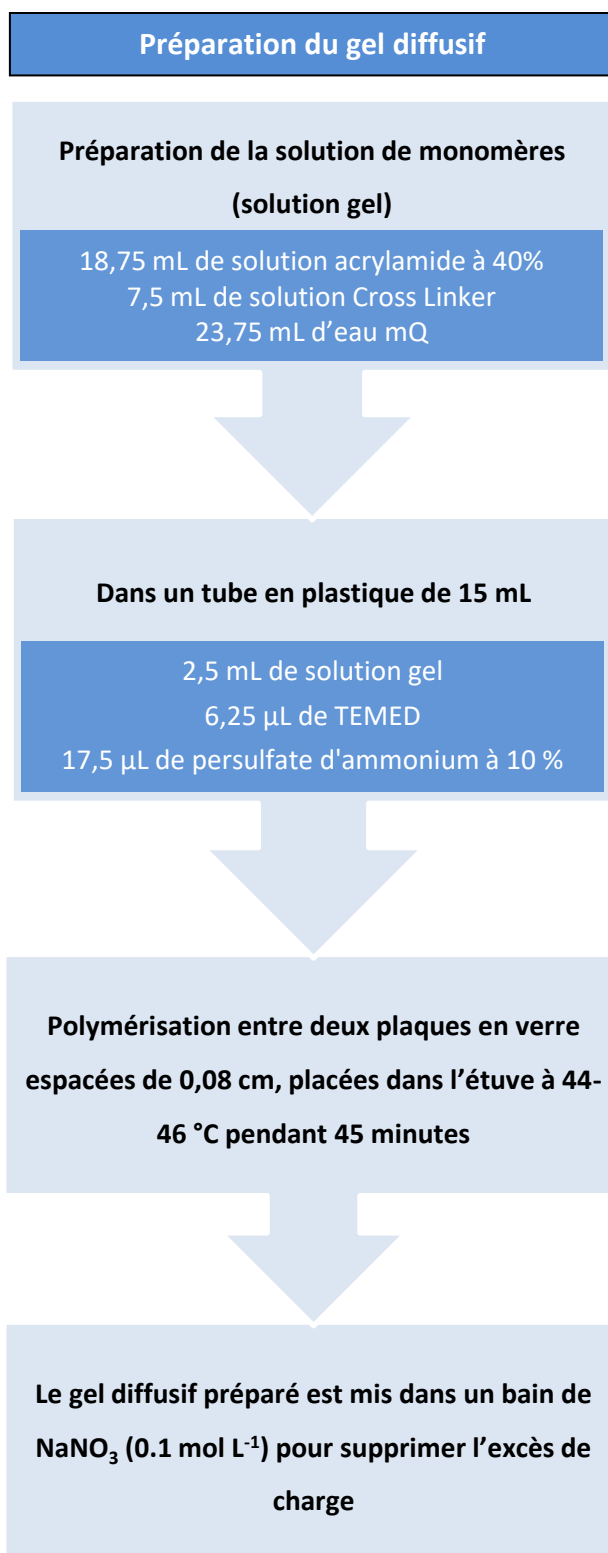 Préparation du gel diffusif
Préparation de la solution de monomères
(solution gel)
18,75 mL de solution acrylamide à 40%
7,5 mL de solution Cross Linker
23,75 mL d’eau mQ
Dans un tube en plastique de 15 mL
2,5 mL de solution gel
6,25 µL de TEMED
17,5 µL de persulfate d'ammonium à 10 %
Polymérisation entre deux plaques en verre
espacées de 0,08 cm, placées dans l’étuve à 44-
46 °C pendant 45 minutes
Le gel diffusif préparé est mis dans un bain de
NaNO₃ (0.1 mol L⁻¹) pour supprimer l’excès de
charge